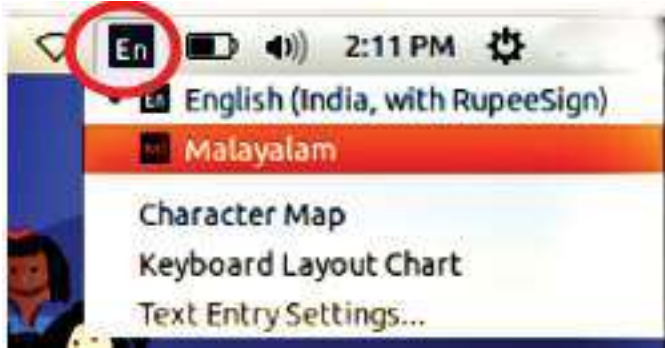 En 2:11 PM
En English (India, with RupeeSign)
Malayalam
Character Map
Keyboard Layout Chart
Text Entry Settings...